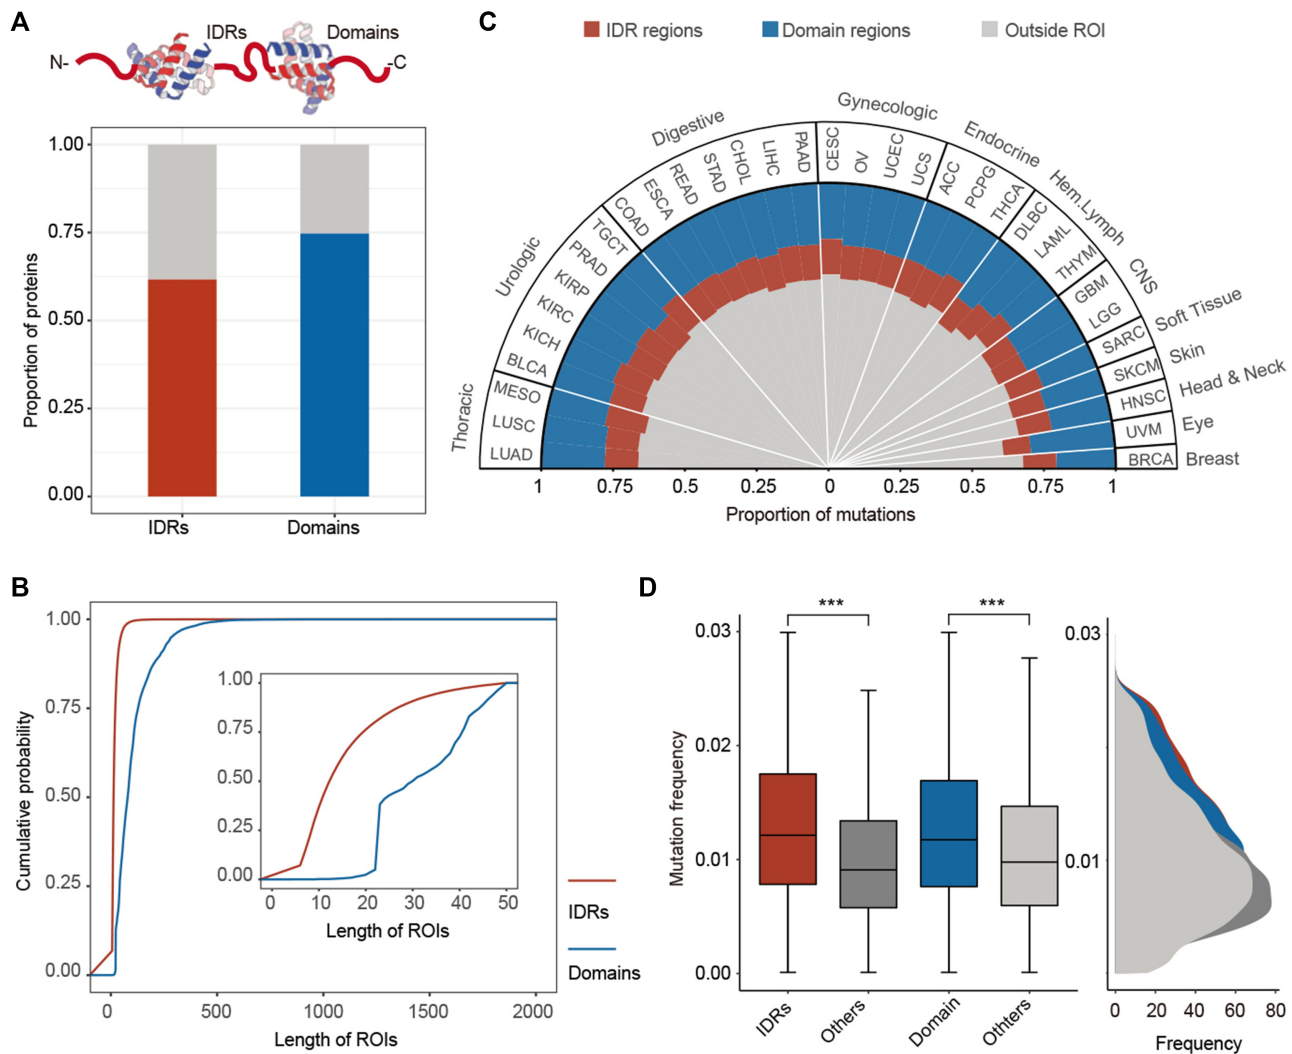 A
IDRs
Domains
N-
-C
Proportion of proteins
1.00
0.75
0.50
0.25
0.00
IDRs
Domains
C
IDR regions
Domain regions
Outside ROI
Thoracic
Urologic
Digestive
Gynecologic
Endocrine
Hem.Lymph
CNS
Soft Tissue
Skin
Head & Neck
Eye
Breast
LUAD
LUSC
MESO
BLCA
KICH
KIRC
KIRP
PRAD
TGCT
COAD
ESCA
READ
STAD
CHOL
LIHC
PAAD
CESC
OV
UCEC
UCS
ACC
PCPG
THCA
DLBC
LAML
THYM
GBM
LGG
SARC
SKCM
HNSC
UVM
BRCA
1
0.75
0.5
0.25
0
0.25
0.5
0.75
1
Proportion of mutations
B
Cumulative probability
1.00
0.75
0.50
0.25
0.00
0
500
1000
1500
2000
Length of ROIs
1.00
0.75
0.50
0.25
0.00
0
10
20
30
40
50
Length of ROIs
IDRs
Domains
D
Mutation frequency
0.03
0.02
0.01
0.00
***
***
IDRs
Others
Domain
Othters
0.03
0.01
0
20
40
60
80
Frequency